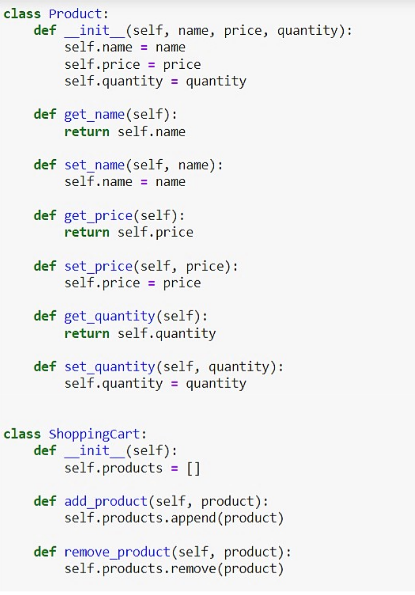 class Product:
    def __init__(self, name, price, quantity):
        self.name = name
        self.price = price
        self.quantity = quantity

    def get_name(self):
        return self.name

    def set_name(self, name):
        self.name = name

    def get_price(self):
        return self.price

    def set_price(self, price):
        self.price = price

    def get_quantity(self):
        return self.quantity

    def set_quantity(self, quantity):
        self.quantity = quantity


class ShoppingCart:
    def __init__(self):
        self.products = []

    def add_product(self, product):
        self.products.append(product)

    def remove_product(self, product):
        self.products.remove(product)